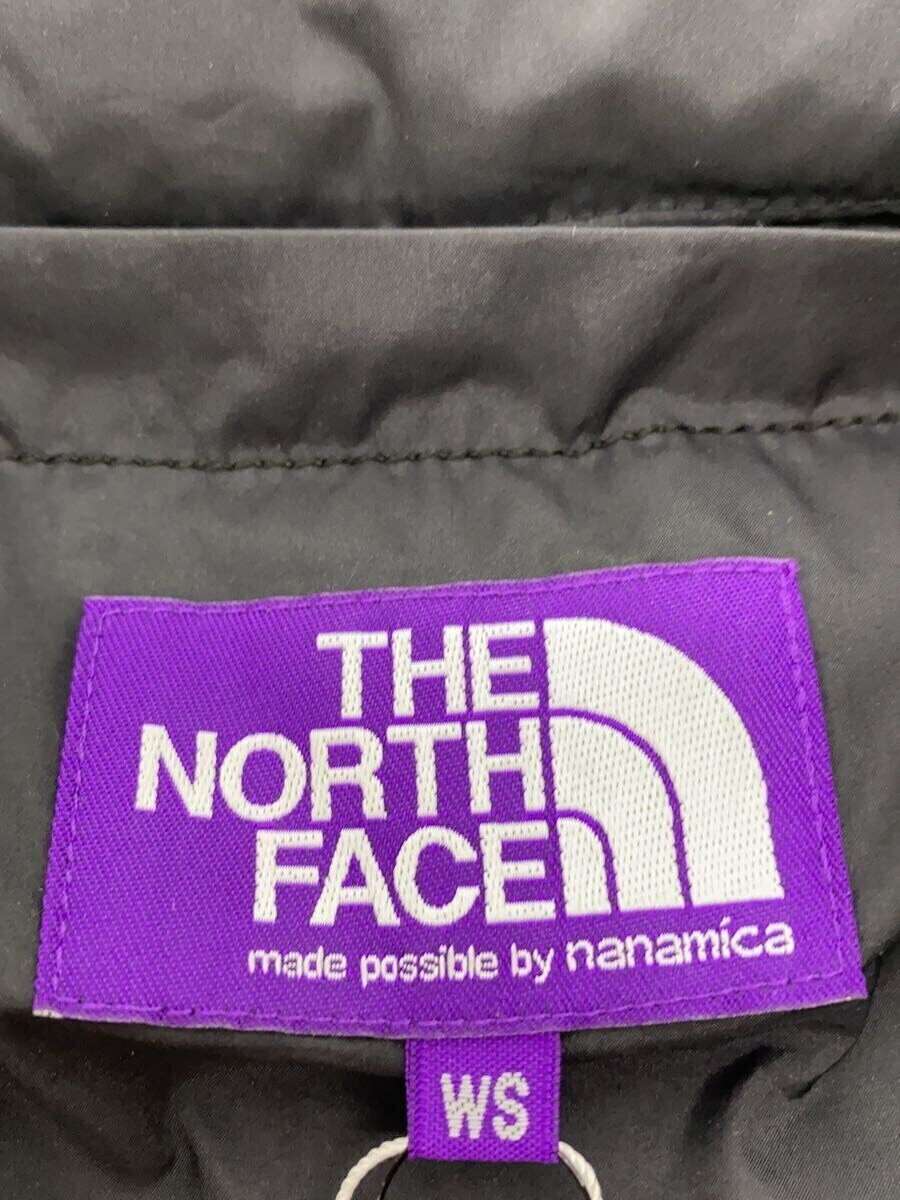 THE
NORTH
FACE
made possible by nanamica
WS